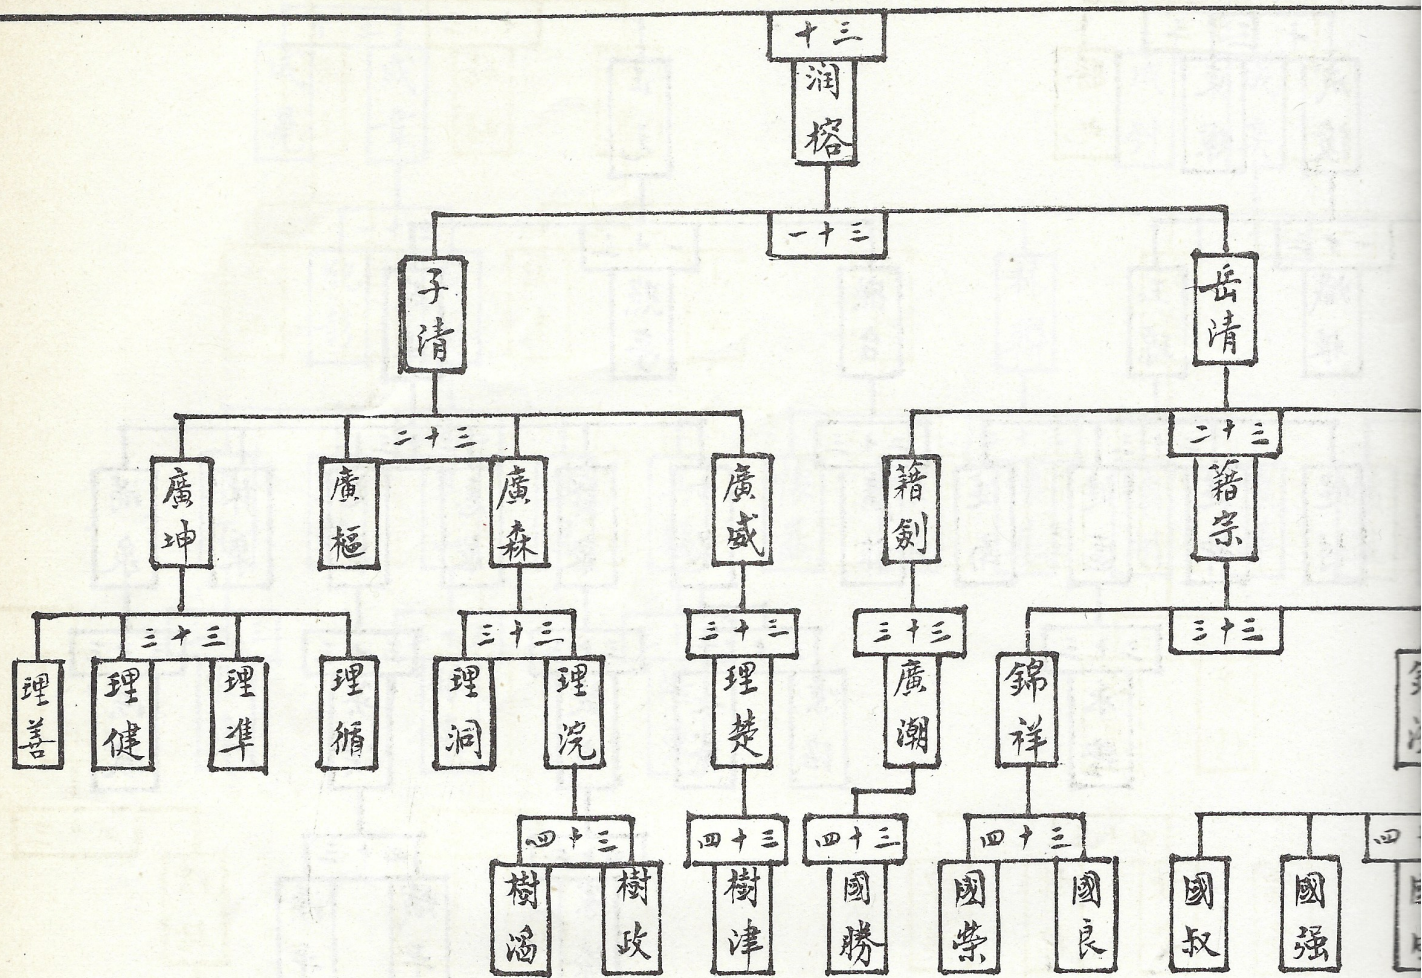 三十
润榕
三十一
岳清
子清
三十二
三十二
籍宗
籍劍
廣威
廣森
廣樞
廣坤
三十三
三十三
三十三
三十三
三十三
錦祥
廣潮
理楚
理浣
理洞
理循
理準
理健
理善
三十四
三十四
三十四
三十四
國强
國叔
國良
國榮
國勝
樹津
樹政
樹滔